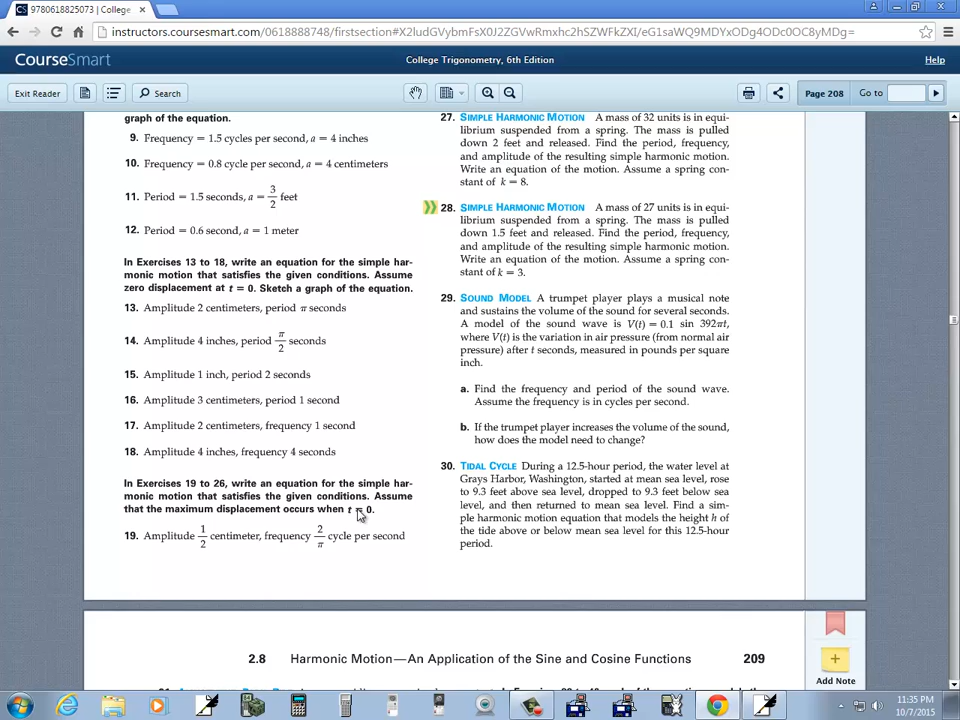 9780618825073 | College
instructors.coursesmart.com/0618888748/firstsection#X2ludGVybmFsX0J2ZGVwRmxhc2hSZWFkZXI/eG1saWQ9MDYxODg4ODc0OC8yMDg=
CourseSmart
College Trigonometry, 6th Edition
Help
Exit Reader
Search
Page 208
Go to
graph of the equation.
9. Frequency = 1.5 cycles per second, a = 4 inches
10. Frequency = 0.8 cycle per second, a = 4 centimeters
11. Period = 1.5 seconds, a = 3/2 feet
12. Period = 0.6 second, a = 1 meter
In Exercises 13 to 18, write an equation for the simple har-
monic motion that satisfies the given conditions. Assume
zero displacement at t = 0. Sketch a graph of the equation.
13. Amplitude 2 centimeters, period π seconds
14. Amplitude 4 inches, period π/2 seconds
15. Amplitude 1 inch, period 2 seconds
16. Amplitude 3 centimeters, period 1 second
17. Amplitude 2 centimeters, frequency 1 second
18. Amplitude 4 inches, frequency 4 seconds
In Exercises 19 to 26, write an equation for the simple har-
monic motion that satisfies the given conditions. Assume
that the maximum displacement occurs when t = 0.
19. Amplitude 1/2 centimeter, frequency 2/π cycle per second
27. SIMPLE HARMONIC MOTION A mass of 32 units is in equi-
librium suspended from a spring. The mass is pulled
down 2 feet and released. Find the period, frequency,
and amplitude of the resulting simple harmonic motion.
Write an equation of the motion. Assume a spring con-
stant of k = 8.
28. SIMPLE HARMONIC MOTION A mass of 27 units is in equi-
librium suspended from a spring. The mass is pulled
down 1.5 feet and released. Find the period, frequency,
and amplitude of the resulting simple harmonic motion.
Write an equation of the motion. Assume a spring con-
stant of k = 3.
29. SOUND MODEL A trumpet player plays a musical note
and sustains the volume of the sound for several seconds.
A model of the sound wave is V(t) = 0.1 sin 392πt,
where V(t) is the variation in air pressure (from normal air
pressure) after t seconds, measured in pounds per square
inch.
a. Find the frequency and period of the sound wave.
Assume the frequency is in cycles per second.
b. If the trumpet player increases the volume of the sound,
how does the model need to change?
30. TIDAL CYCLE During a 12.5-hour period, the water level at
Grays Harbor, Washington, started at mean sea level, rose
to 9.3 feet above sea level, dropped to 9.3 feet below sea
level, and then returned to mean sea level. Find a sim-
ple harmonic motion equation that models the height h of
the tide above or below mean sea level for this 12.5-hour
period.
2.8 Harmonic Motion—An Application of the Sine and Cosine Functions 209
Add Note
11:35 PM
10/7/2015